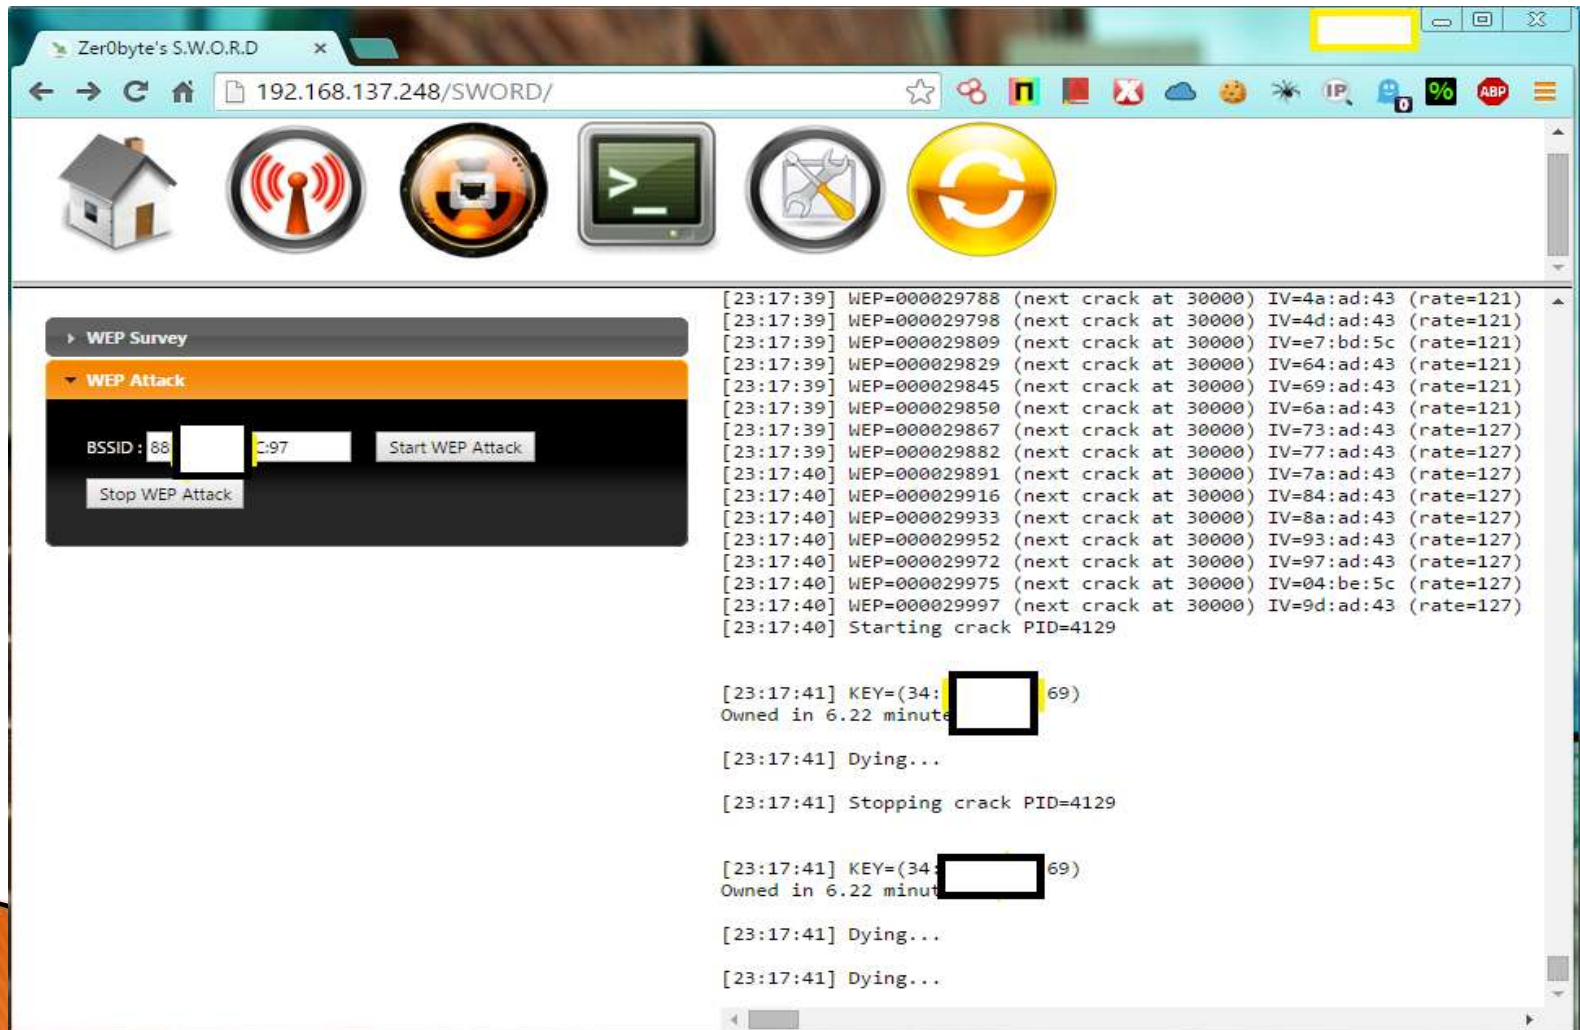 Zer0byte's S.W.O.R.D
192.168.137.248/SWORD/
IP
0
%
ABP
>_
WEP Survey
WEP Attack
BSSID : 88 C:97 Start WEP Attack
Stop WEP Attack
[23:17:39] WEP=000029788 (next crack at 30000) IV=4a:ad:43 (rate=121)
[23:17:39] WEP=000029798 (next crack at 30000) IV=4d:ad:43 (rate=121)
[23:17:39] WEP=000029809 (next crack at 30000) IV=e7:bd:5c (rate=121)
[23:17:39] WEP=000029829 (next crack at 30000) IV=64:ad:43 (rate=121)
[23:17:39] WEP=000029845 (next crack at 30000) IV=69:ad:43 (rate=121)
[23:17:39] WEP=000029850 (next crack at 30000) IV=6a:ad:43 (rate=121)
[23:17:39] WEP=000029867 (next crack at 30000) IV=73:ad:43 (rate=127)
[23:17:39] WEP=000029882 (next crack at 30000) IV=77:ad:43 (rate=127)
[23:17:40] WEP=000029891 (next crack at 30000) IV=7a:ad:43 (rate=127)
[23:17:40] WEP=000029916 (next crack at 30000) IV=84:ad:43 (rate=127)
[23:17:40] WEP=000029933 (next crack at 30000) IV=8a:ad:43 (rate=127)
[23:17:40] WEP=000029952 (next crack at 30000) IV=93:ad:43 (rate=127)
[23:17:40] WEP=000029972 (next crack at 30000) IV=97:ad:43 (rate=127)
[23:17:40] WEP=000029975 (next crack at 30000) IV=04:be:5c (rate=127)
[23:17:40] WEP=000029997 (next crack at 30000) IV=9d:ad:43 (rate=127)
[23:17:40] Starting crack PID=4129
[23:17:41] KEY=(34: 69)
Owned in 6.22 minute
[23:17:41] Dying...
[23:17:41] Stopping crack PID=4129
[23:17:41] KEY=(34: 69)
Owned in 6.22 minut
[23:17:41] Dying...
[23:17:41] Dying...